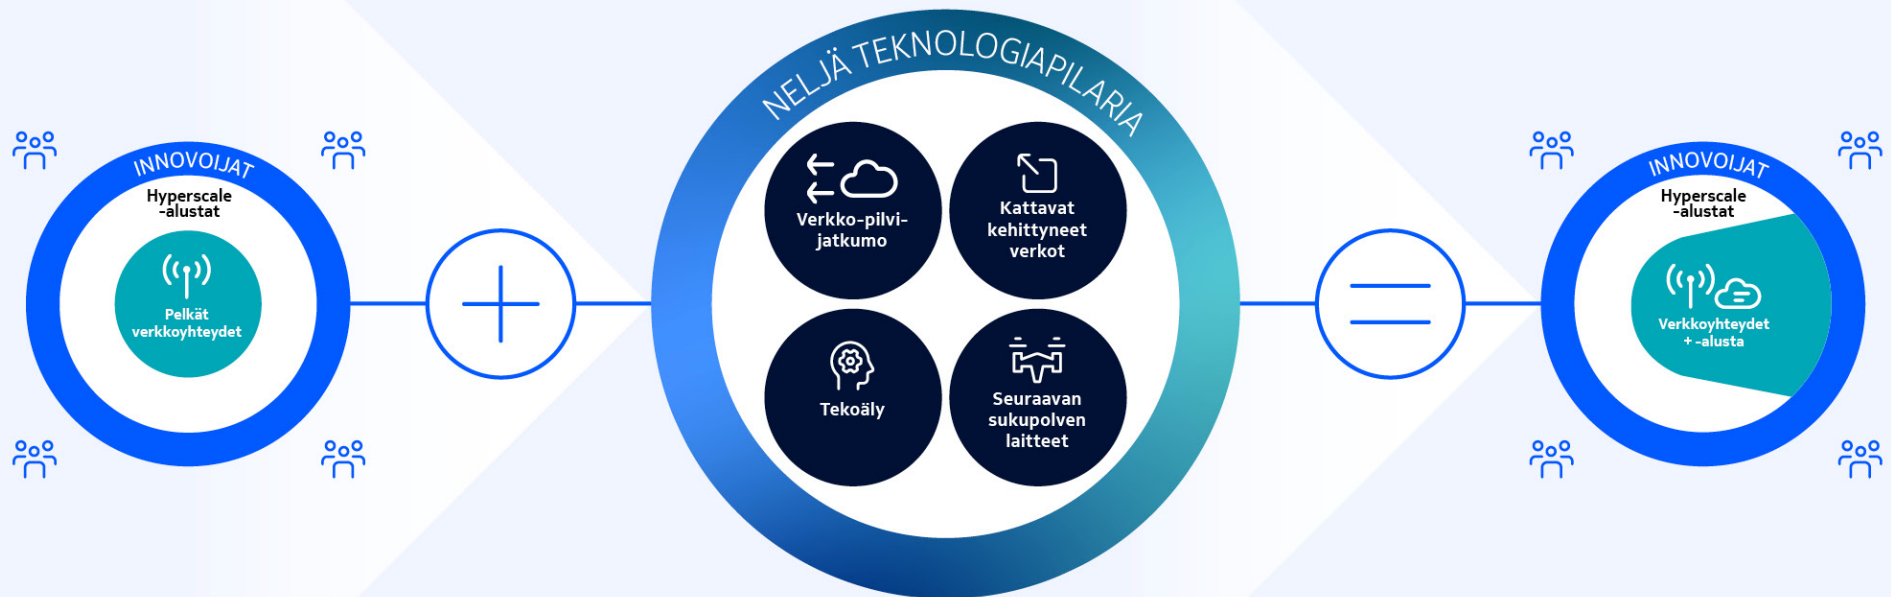 INNOVOIJAT
Hyperscale
-alustat
Pelkät
verkkoyhteydet
NELJÄ TEKNOLOGIAPILARIA
Verkko-pilvi-
jatkumo
Kattavat
kehittyneet
verkot
Tekoäly
Seuraavan
sukupolven
laitteet
INNOVOIJAT
Hyperscale
-alustat
Verkkoyhteydet
+ -alusta